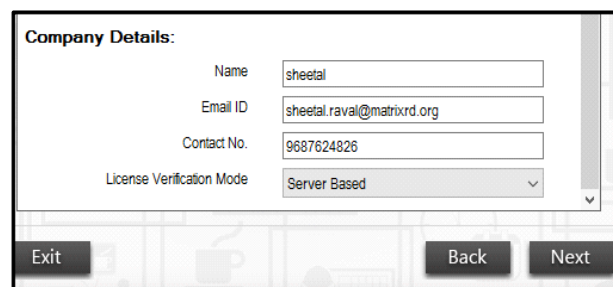 Company Details:
Name sheetal
Email ID sheetal.raval@matrixrd.org
Contact No. 9687624826
License Verification Mode Server Based
Exit Back Next